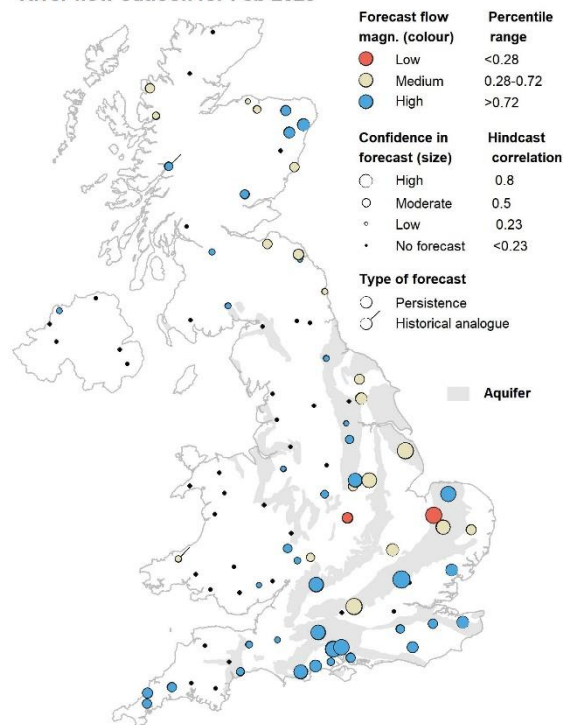 Forecast flow Percentile
magn. (colour) range
Low <0.28
Medium 0.28-0.72
High >0.72
Confidence in Hindcast
forecast (size) correlation
High 0.8
Moderate 0.5
Low 0.23
No forecast <0.23
Type of forecast
Persistence
Historical analogue
Aquifer